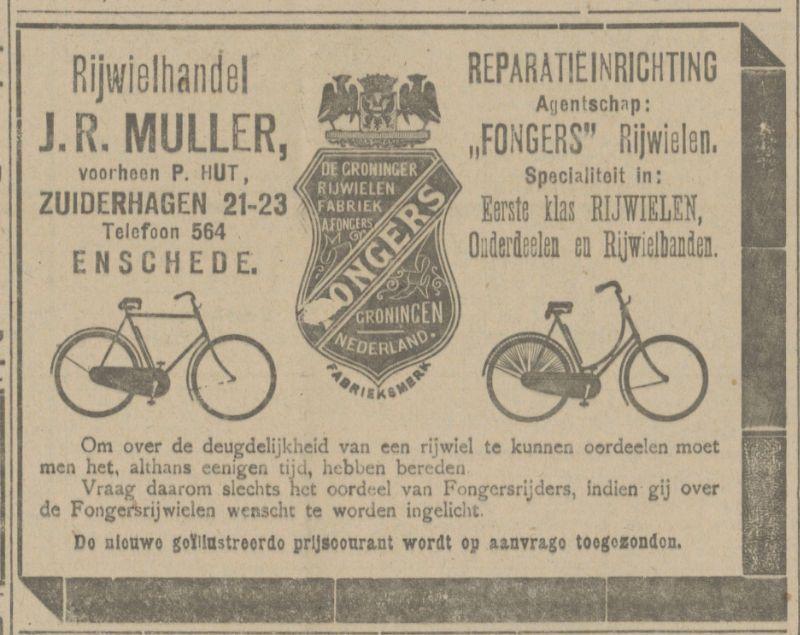 Rijwielhandel
J. R. MULLER,
voorheen P. HUT,
ZUIDERHAGEN 21-23
Telefoon 564
ENSCHEDE.
DE GRONINGER
RIJWIELEN
FABRIEK
A. FONGERS
FONGERS
GRONINGEN
NEDERLAND.
FABRIEKSMERK
REPARATIEINRICHTING
Agentschap:
„FONGERS” Rijwielen.
Specialiteit in:
Eerste klas RIJWIELEN,
Onderdeelen en Rijwielbanden.
Om over de deugdelijkheid van een rijwiel te kunnen oordeelen moet
men het, althans eenigen tijd, hebben bereden.
Vraag daarom slechts het oordeel van Fongersrijders, indien gij over
de Fongersrijwielen wenscht te worden ingelicht.
De nieuwe geïllustreerde prijscourant wordt op aanvrage toegezonden.